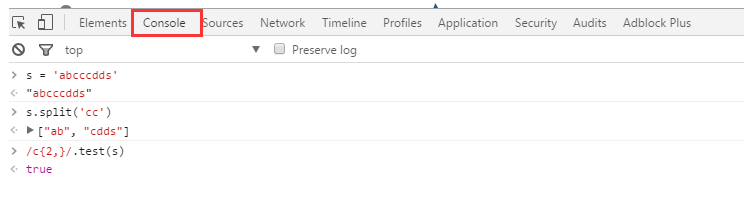 Elements Console Sources Network Timeline Profiles Application Security Audits Adblock Plus
top Preserve log
> s = 'abcccdds'
<· "abcccdds"
> s.split('cc')
<· ▶ ["ab", "cdds"]
> /c{2,}/.test(s)
<· true